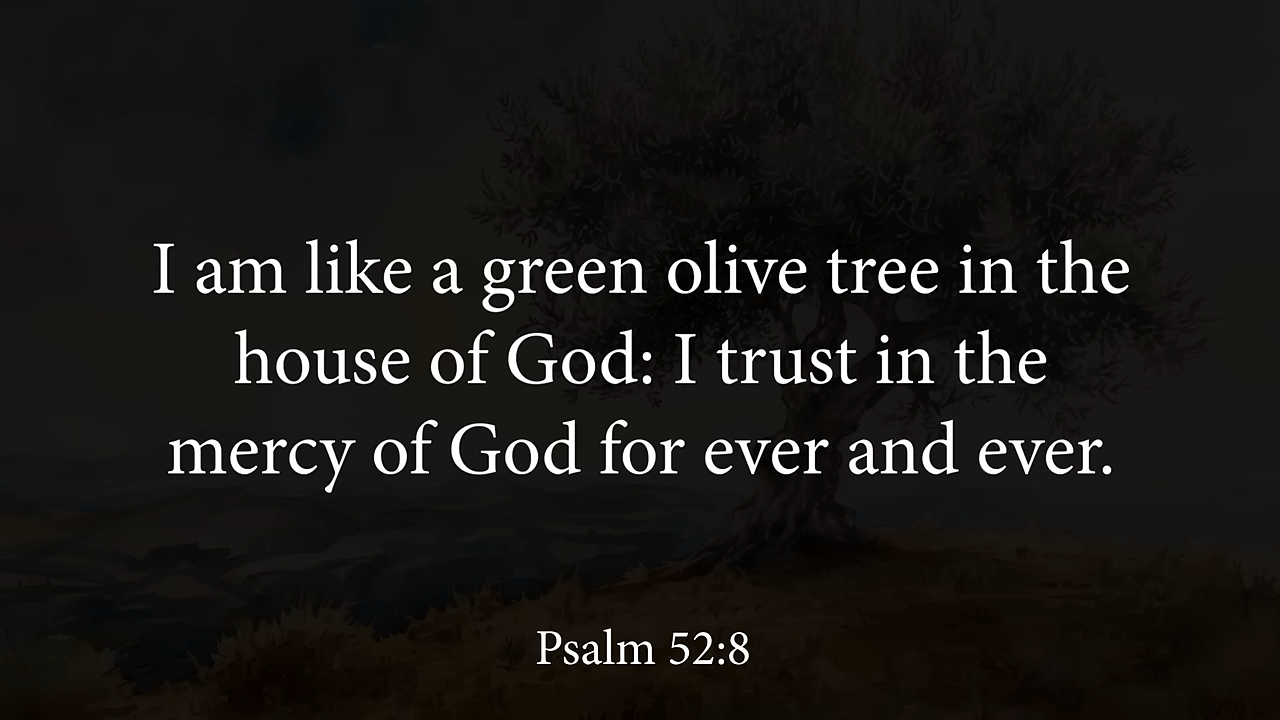 I am like a green olive tree in the
house of God: I trust in the
mercy of God for ever and ever.
Psalm 52:8